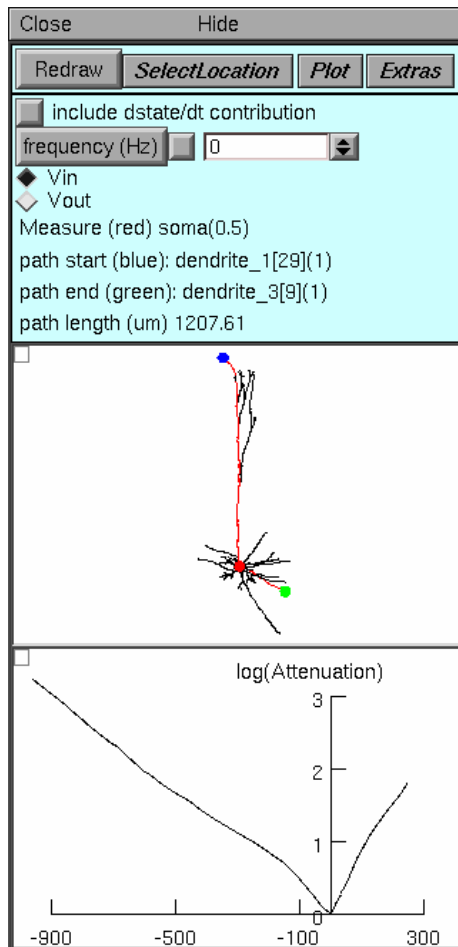 Close Hide
Redraw SelectLocation Plot Extras
include dstate/dt contribution
frequency (Hz) 0
Vin
Vout
Measure (red) soma(0.5)
path start (blue): dendrite_1[29](1)
path end (green): dendrite_3[9](1)
path length (um) 1207.61
log(Attenuation)
3
2
1
0
-900 -500 -100 300